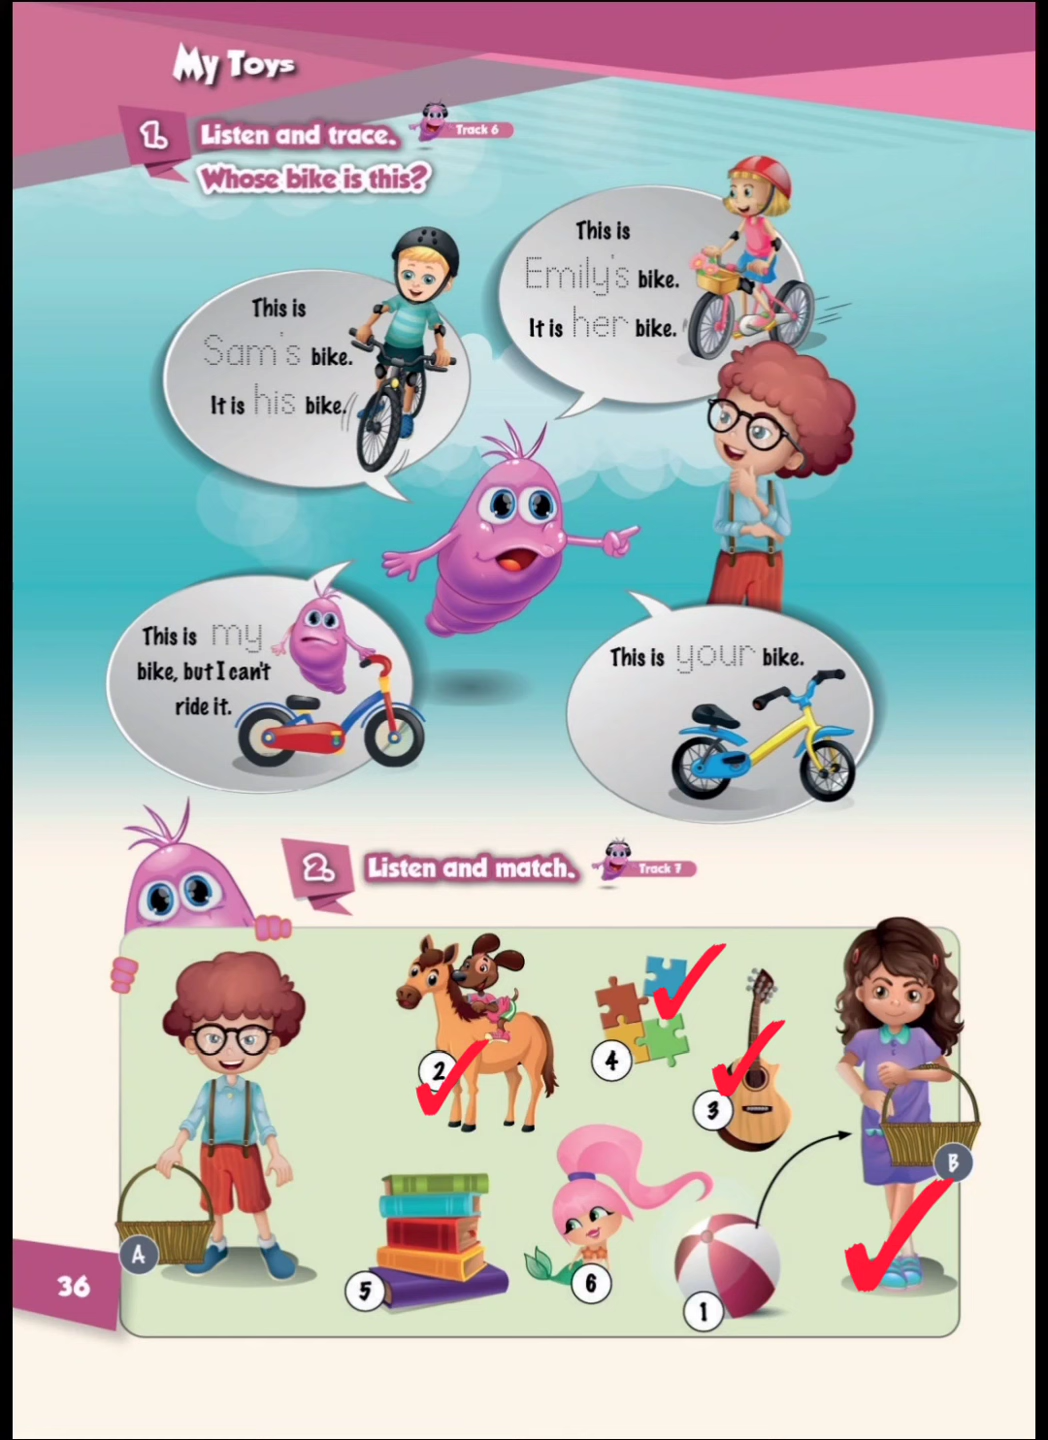 My Toys
1. Listen and trace. Track 6
Whose bike is this?
This is
Emily's bike.
It is her bike.
This is
Sam's bike.
It is his bike.
This is my
bike, but I can't
ride it.
This is your bike.
2. Listen and match. Track 7
2
4
3
B
A
5
6
1
36